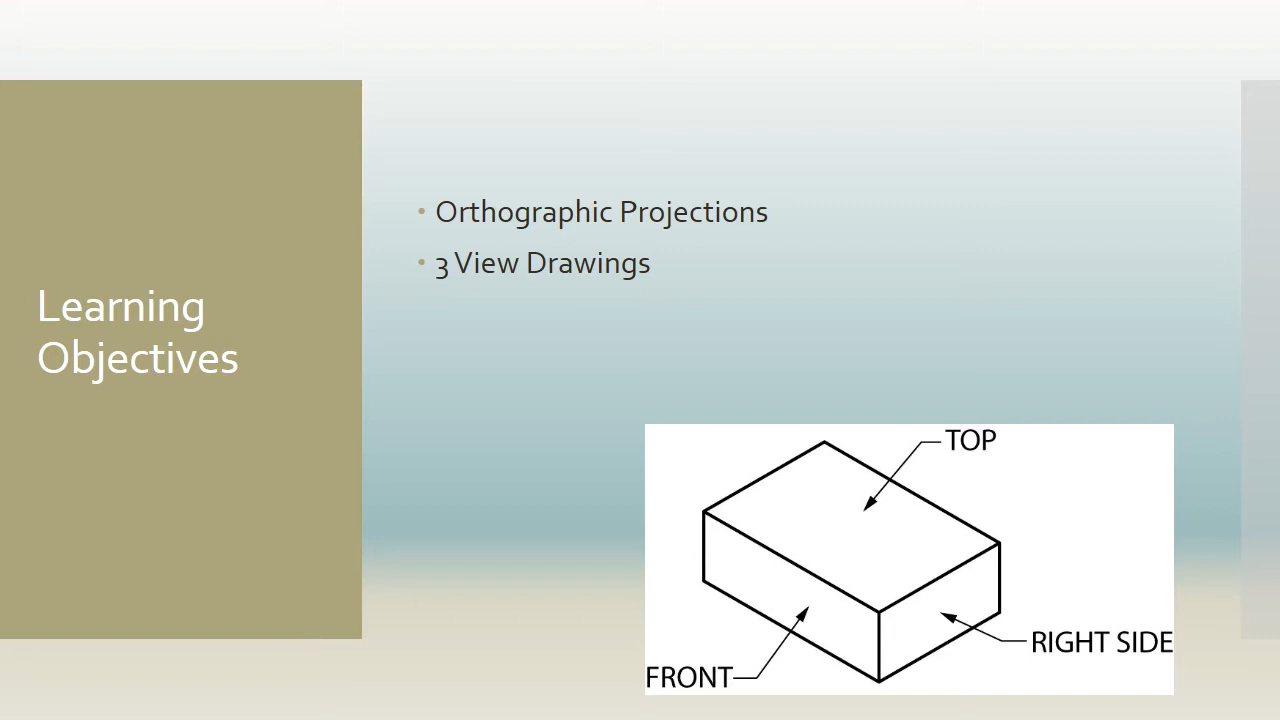 Learning
Objectives
• Orthographic Projections
• 3 View Drawings
TOP
RIGHT SIDE
FRONT